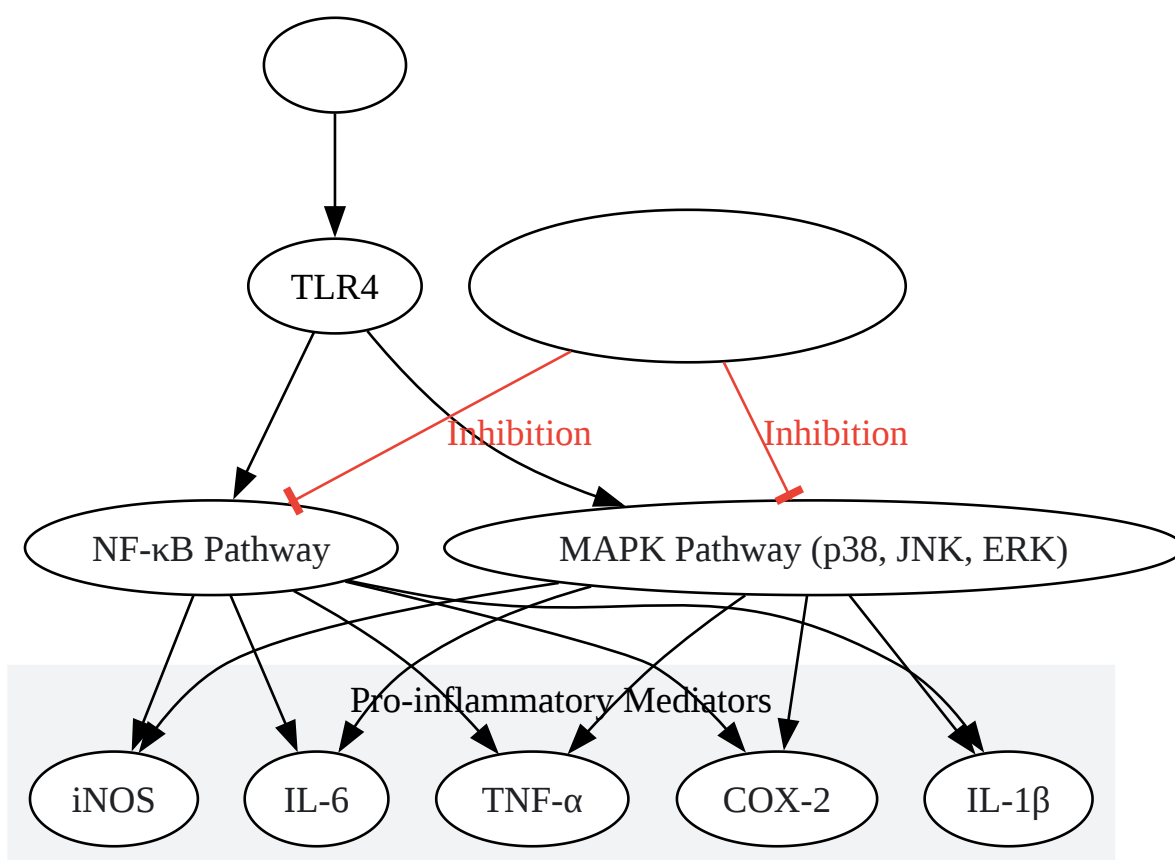 TLR4
Inhibition
Inhibition
NF-κB Pathway
MAPK Pathway (p38, JNK, ERK)
Pro-inflammatory Mediators
iNOS
IL-6
TNF-α
COX-2
IL-1β